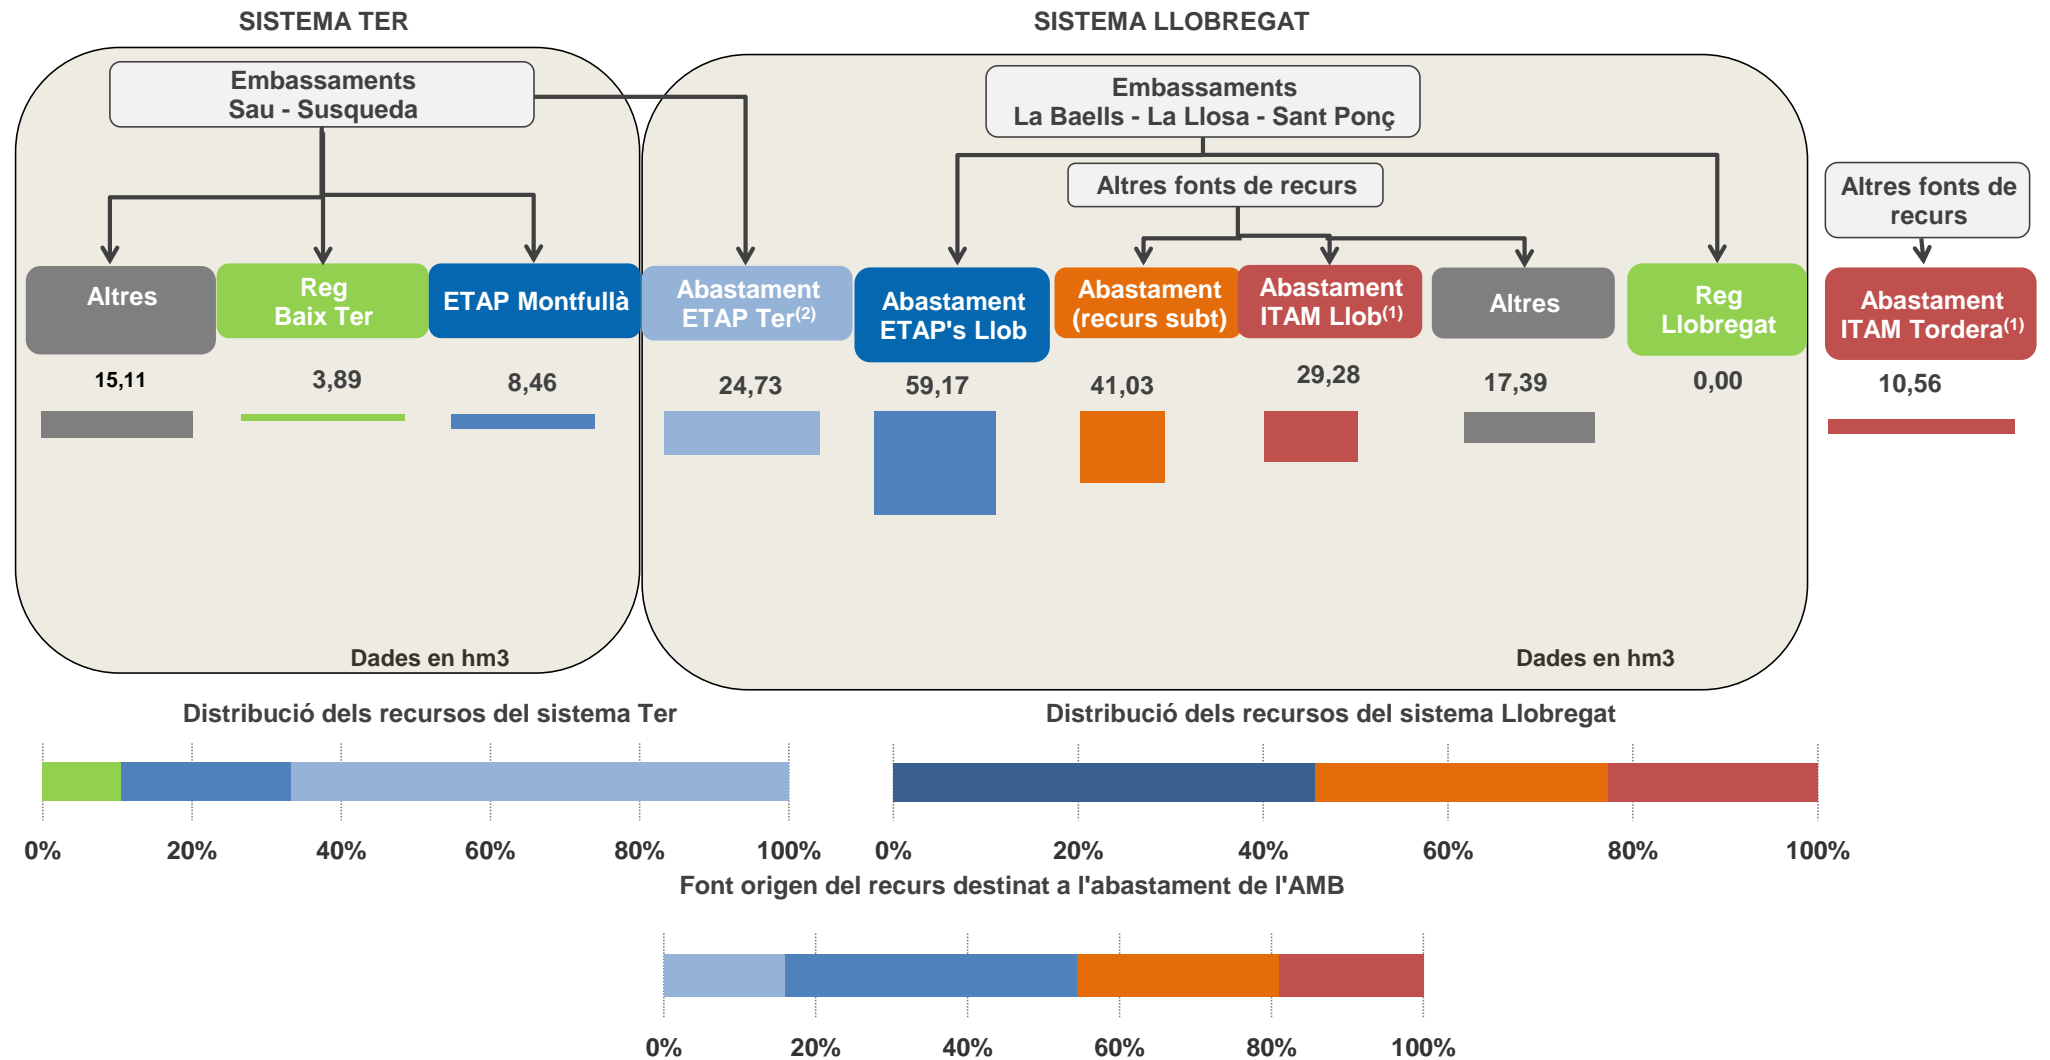 SISTEMA TER
SISTEMA LLOBREGAT
Embassaments
Sau - Susqueda
Embassaments
La Baells - La Llosa - Sant Ponç
Altres fonts de recurs
Altres fonts de
recurs
Altres
Reg
Baix Ter
ETAP Montfullà
Abastament
ETAP Ter(2)
Abastament
ETAP's Llob
Abastament
(recurs subt)
Abastament
ITAM Llob(1)
Altres
Reg
Llobregat
Abastament
ITAM Tordera(1)
15,11
3,89
8,46
24,73
59,17
41,03
29,28
17,39
0,00
10,56
Dades en hm3
Dades en hm3
Distribució dels recursos del sistema Ter
0% 20% 40% 60% 80% 100%
Distribució dels recursos del sistema Llobregat
0% 20% 40% 60% 80% 100%
Font origen del recurs destinat a l'abastament de l'AMB
0% 20% 40% 60% 80% 100%